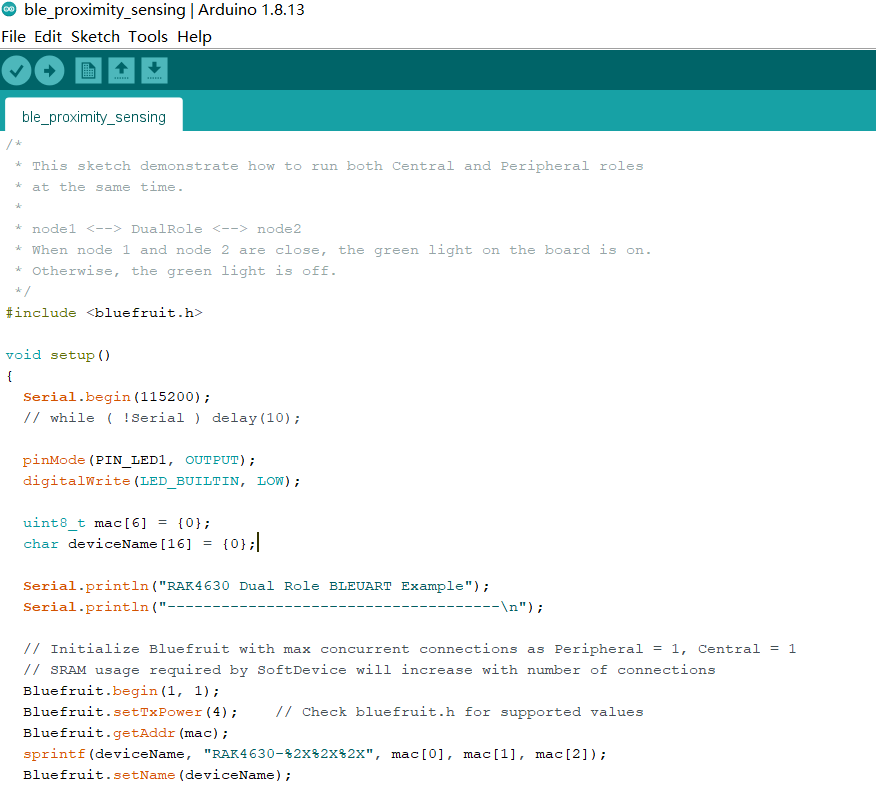 ble_proximity_sensing | Arduino 1.8.13
File Edit Sketch Tools Help
ble_proximity_sensing
/*
 * This sketch demonstrate how to run both Central and Peripheral roles
 * at the same time.
 *
 * node1 <--> DualRole <--> node2
 * When node 1 and node 2 are close, the green light on the board is on.
 * Otherwise, the green light is off.
 */
#include <bluefruit.h>

void setup()
{
  Serial.begin(115200);
  // while ( !Serial ) delay(10);

  pinMode(PIN_LED1, OUTPUT);
  digitalWrite(LED_BUILTIN, LOW);

  uint8_t mac[6] = {0};
  char deviceName[16] = {0};

  Serial.println("RAK4630 Dual Role BLEUART Example");
  Serial.println("-------------------------------------\n");

  // Initialize Bluefruit with max concurrent connections as Peripheral = 1, Central = 1
  // SRAM usage required by SoftDevice will increase with number of connections
  Bluefruit.begin(1, 1);
  Bluefruit.setTxPower(4);    // Check bluefruit.h for supported values
  Bluefruit.getAddr(mac);
  sprintf(deviceName, "RAK4630-%2X%2X%2X", mac[0], mac[1], mac[2]);
  Bluefruit.setName(deviceName);